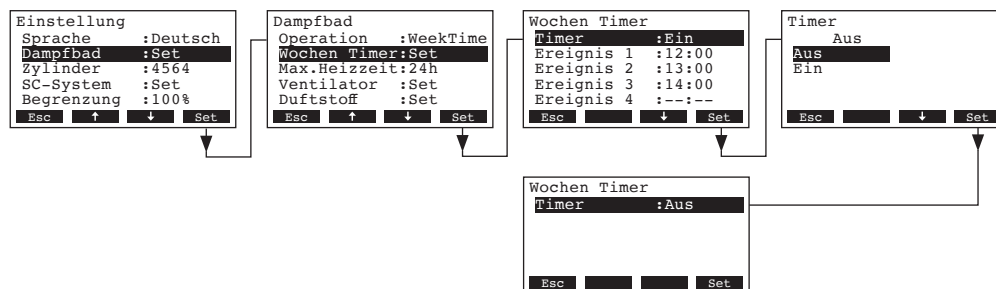 Einstellung
Sprache :Deutsch
Dampfbad :Set
Zylinder :4564
SC-System :Set
Begrenzung :100%
Esc ↑ ↓ Set
Dampfbad
Operation :WeekTime
Wochen Timer:Set
Max.Heizzeit:24h
Ventilator :Set
Duftstoff :Set
Esc ↑ ↓ Set
Wochen Timer
Timer :Ein
Ereignis 1 :12:00
Ereignis 2 :13:00
Ereignis 3 :14:00
Ereignis 4 :--:--
Esc ↓ Set
Timer
Aus
Aus
Ein
Esc ↓ Set
Wochen Timer
Timer :Aus
Esc Set